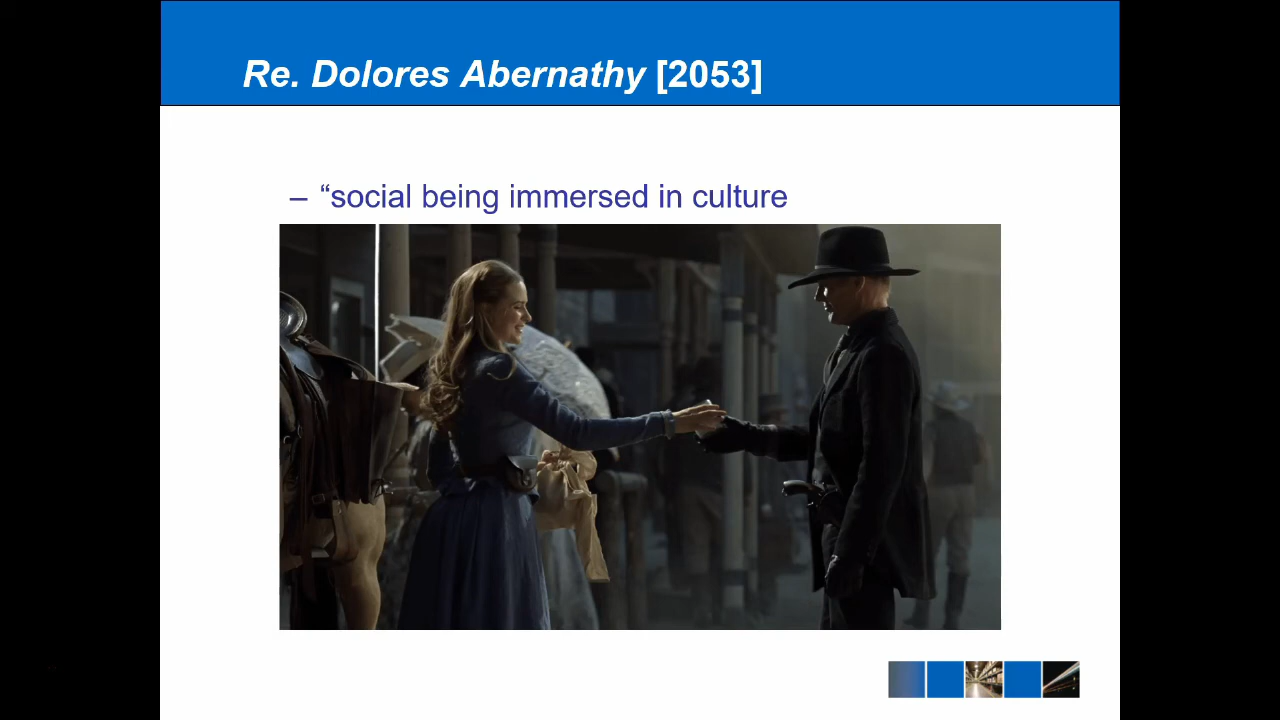 Re. Dolores Abernathy [2053]
– “social being immersed in culture